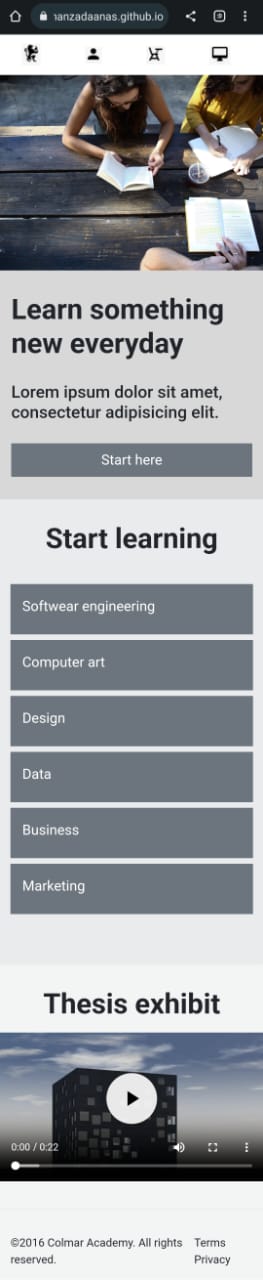 nanzadaanas.github.io
Learn something
new everyday
Lorem ipsum dolor sit amet,
consectetur adipisicing elit.
Start here
Start learning
Softwear engineering
Computer art
Design
Data
Business
Marketing
Thesis exhibit
0:00 / 0:22
©2016 Colmar Academy. All rights reserved.
Terms
Privacy